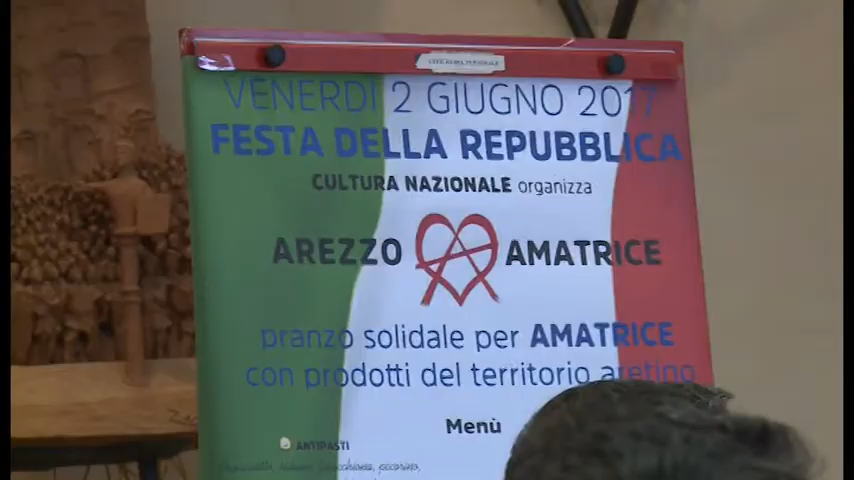 VENERDÌ 2 GIUGNO 2017
FESTA DELLA REPUBBLICA
CULTURA NAZIONALE organizza
AREZZO AMATRICE
pranzo solidale per AMATRICE
con prodotti del territorio aretino
Menù
ANTIPASTI